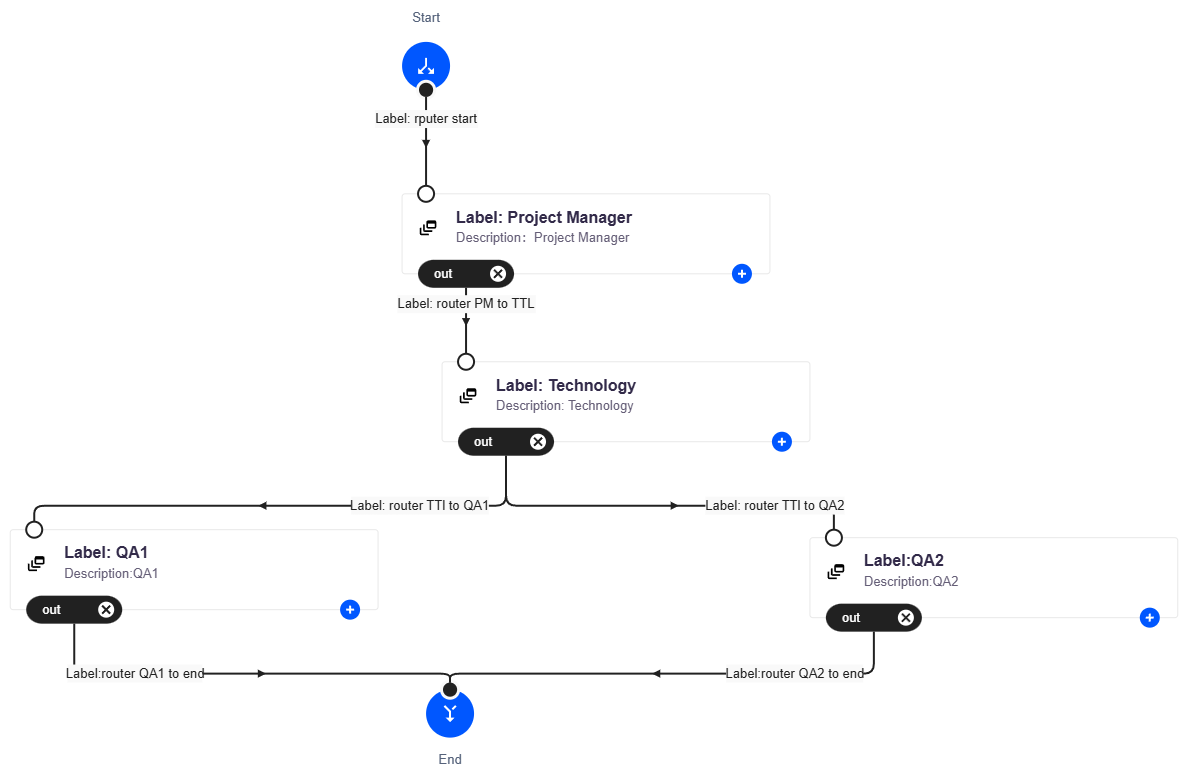 Start
Label: rputer start
Label: Project Manager
Description：Project Manager
out
Label: router PM to TTL
Label: Technology
Description: Technology
out
Label: router TTI to QA1
Label: router TTI to QA2
Label: QA1
Description:QA1
out
Label:QA2
Description:QA2
out
Label:router QA1 to end
Label:router QA2 to end
End